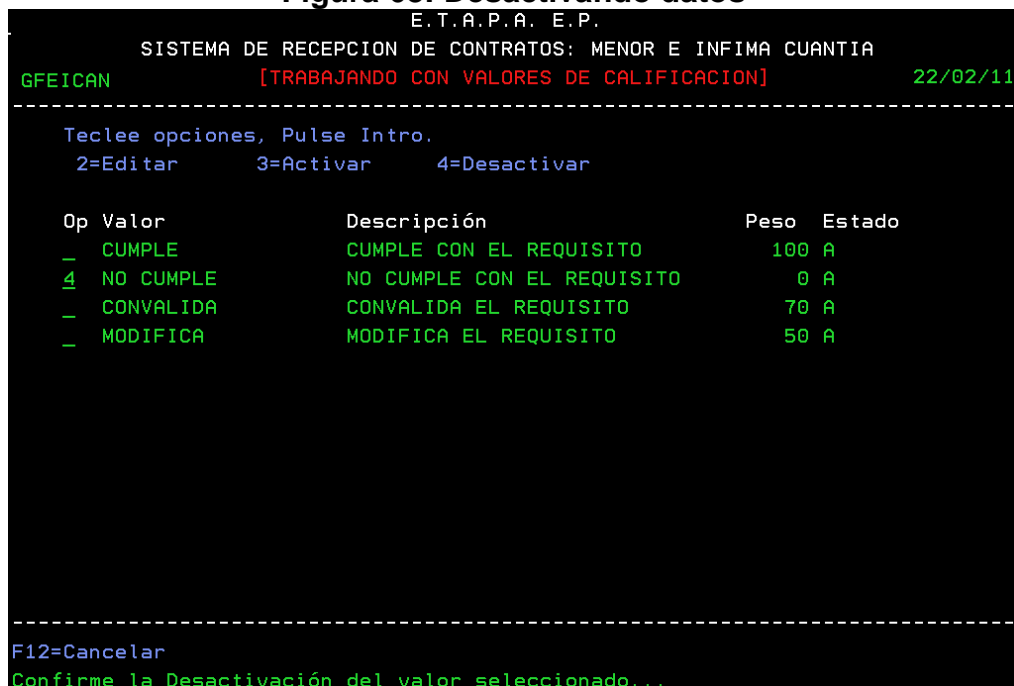 Desactivando datos
E.T.A.P.A. E.P.
SISTEMA DE RECEPCION DE CONTRATOS: MENOR E INFIMA CUANTIA
GFEICAN [TRABAJANDO CON VALORES DE CALIFICACION] 22/02/11
Teclee opciones, Pulse Intro.
2=Editar 3=Activar 4=Desactivar
Op Valor Descripción Peso Estado
_ CUMPLE CUMPLE CON EL REQUISITO 100 A
4 NO CUMPLE NO CUMPLE CON EL REQUISITO 0 A
_ CONVALIDA CONVALIDA EL REQUISITO 70 A
_ MODIFICA MODIFICA EL REQUISITO 50 A
F12=Cancelar
Confirme la Desactivación del valor seleccionado...